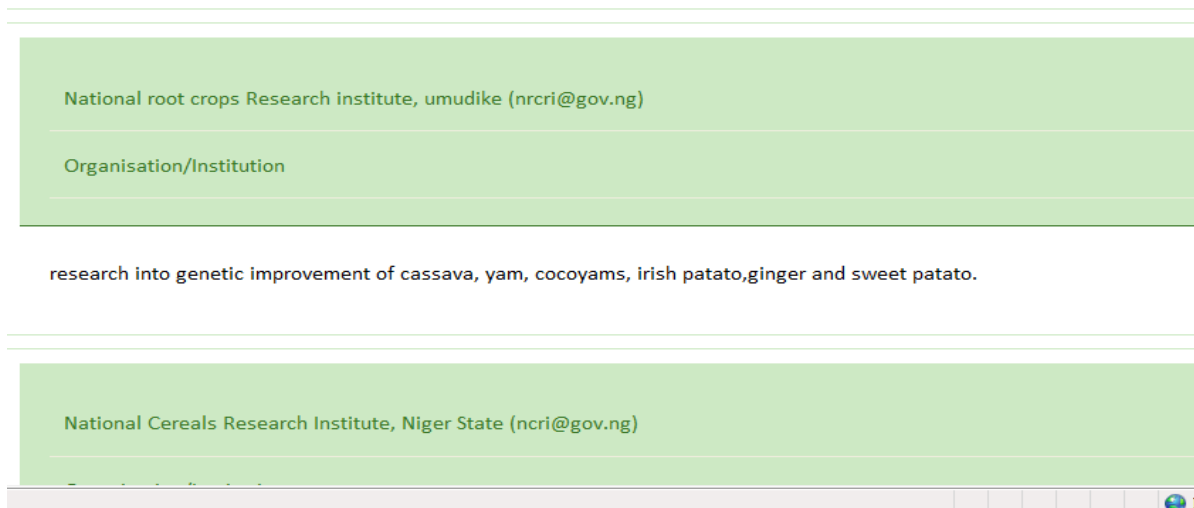 National root crops Research institute, umudike (nrcri@gov.ng)
Organisation/Institution
research into genetic improvement of cassava, yam, cocoyams, irish patato,ginger and sweet patato.
National Cereals Research Institute, Niger State (ncri@gov.ng)